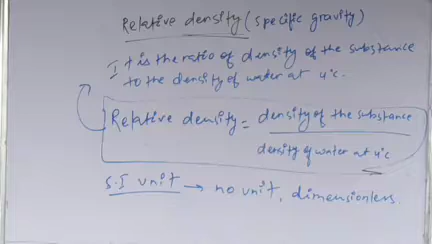 Relative density (specific gravity)
It is the ratio of density of the substance
to the density of water at 4°c.
Relative density = density of the substance
density of water at 4°c
S.I unit → no unit, dimensionless.